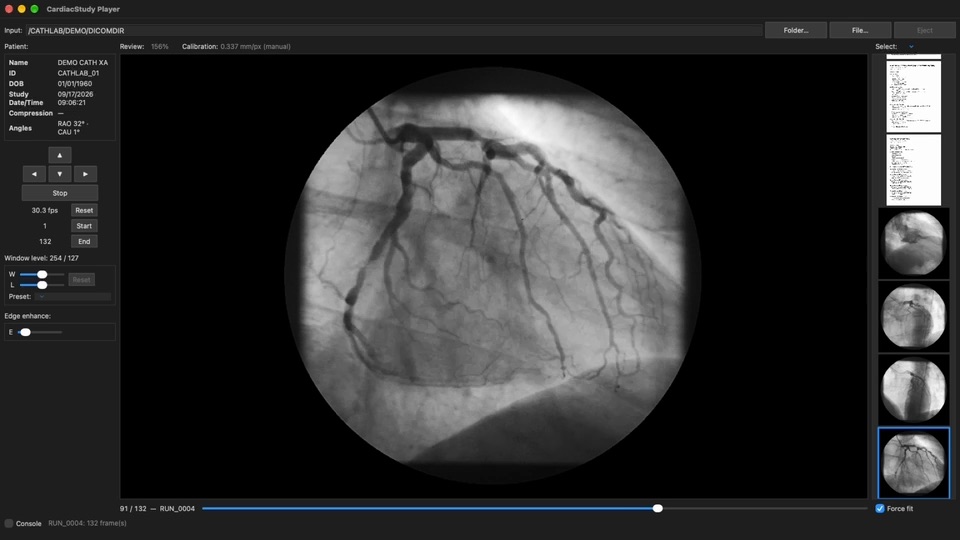 CardiacStudy Player
Input: /CATHLAB/DEMO/DICOMDIR Folder... File... Eject
Patient: Review: 156% Calibration: 0.337 mm/px (manual) Select:
Name DEMO CATH XA
ID CATHLAB_01
DOB 01/01/1960
Study Date/Time 09/17/2026 09:06:21
Compression —
Angles RAO 32° - CAU 1°
Stop
30.3 fps Reset
1 Start
132 End
Window level: 254 / 127
W
L
Reset
Preset:
Edge enhance:
E
91 / 132 — RUN_0004 Force fit
Console RUN_0004: 132 frame(s)